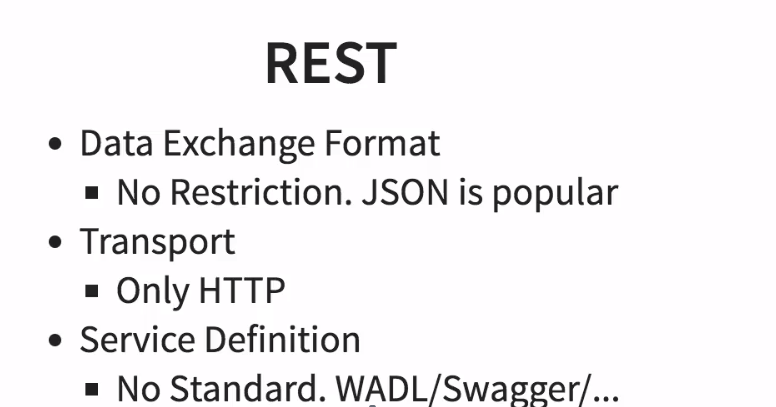 REST
• Data Exchange Format
▪ No Restriction. JSON is popular
• Transport
▪ Only HTTP
• Service Definition
▪ No Standard. WADL/Swagger/...